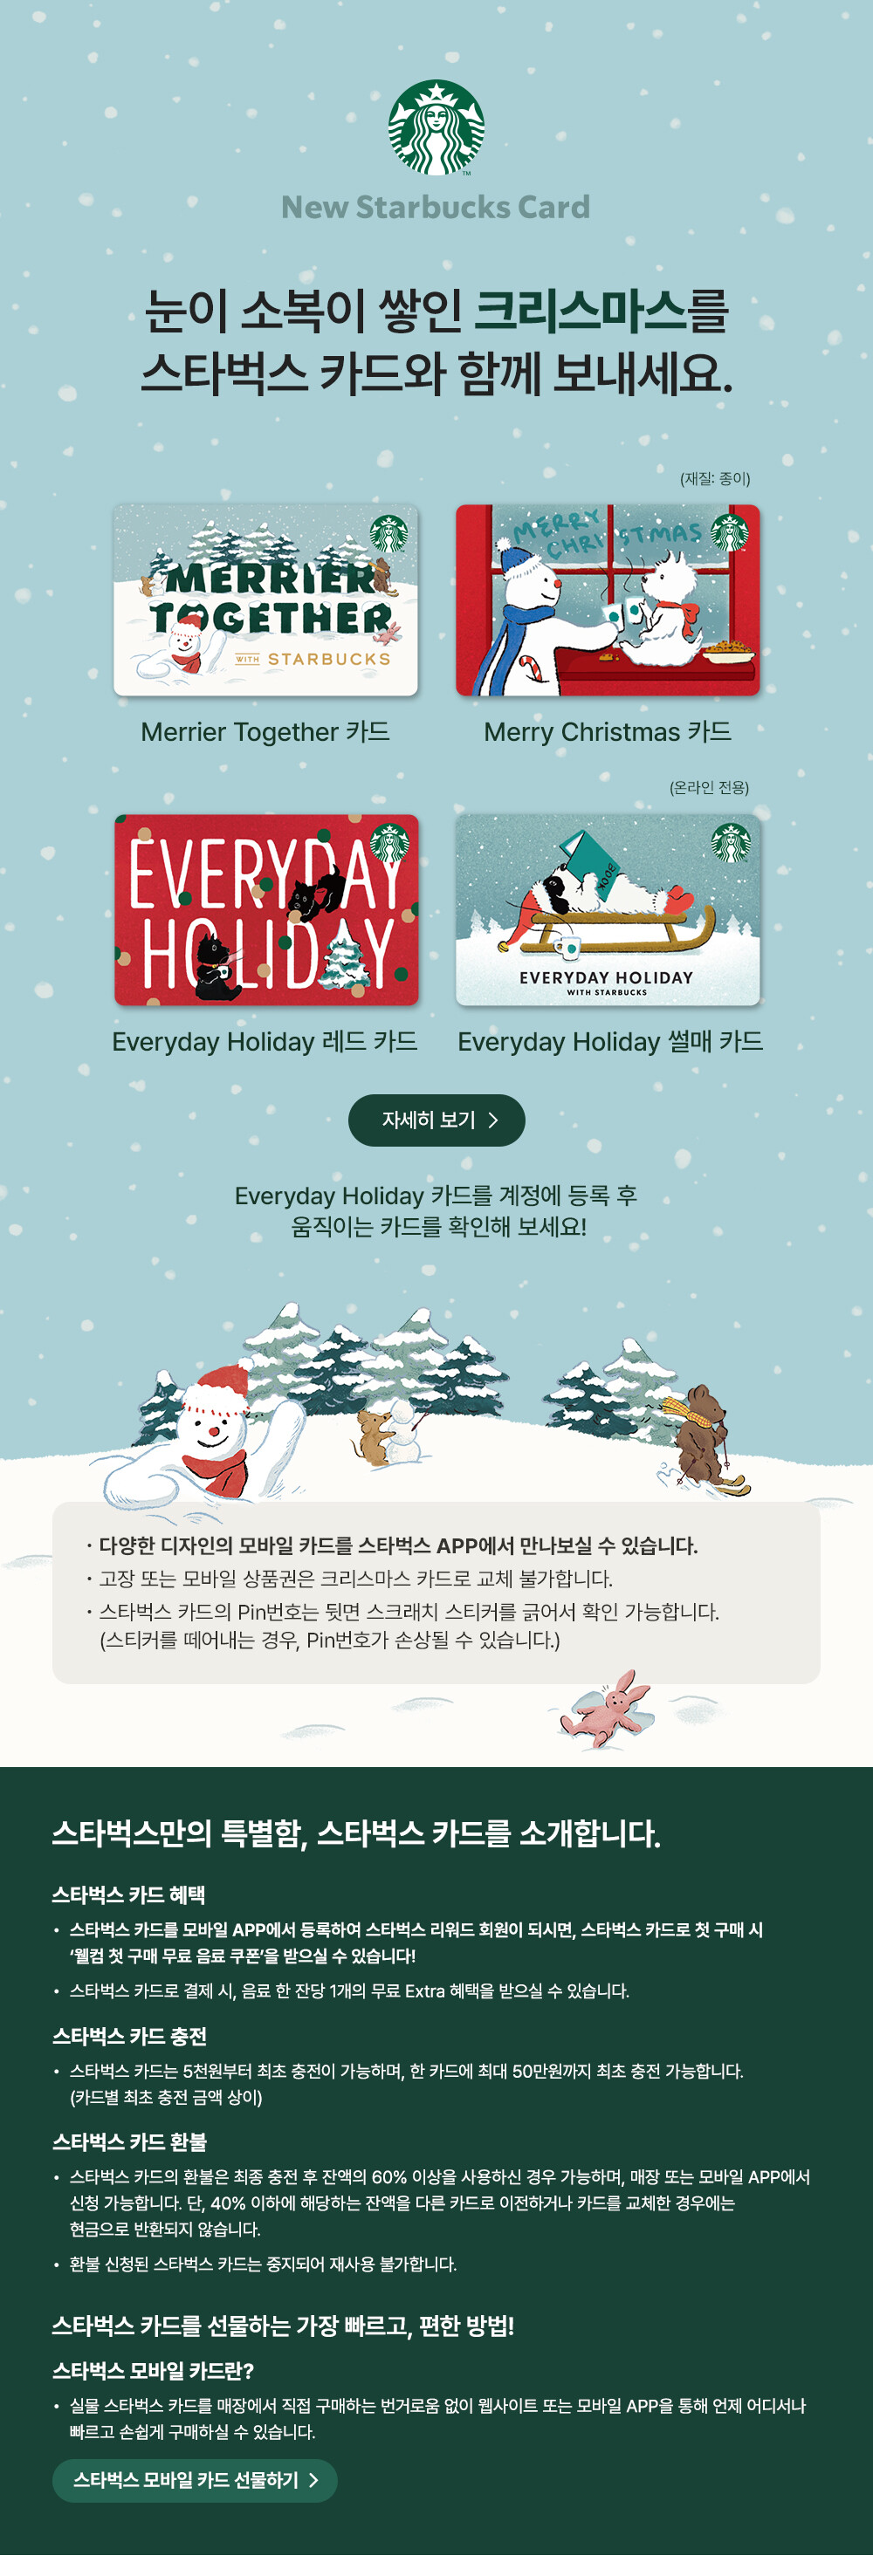 New Starbucks Card
눈이 소복이 쌓인 크리스마스를
스타벅스 카드와 함께 보내세요.
(재질: 종이)
MERRIER
TOGETHER
WITH STARBUCKS
MERRY
CHRISTMAS
Merrier Together 카드
Merry Christmas 카드
(온라인 전용)
EVERYDAY
HOLIDAY
BOOK
EVERYDAY HOLIDAY
WITH STARBUCKS
Everyday Holiday 레드 카드
Everyday Holiday 썰매 카드
자세히 보기 >
Everyday Holiday 카드를 계정에 등록 후
움직이는 카드를 확인해 보세요!
· 다양한 디자인의 모바일 카드를 스타벅스 APP에서 만나보실 수 있습니다.
· 고장 또는 모바일 상품권은 크리스마스 카드로 교체 불가합니다.
· 스타벅스 카드의 Pin번호는 뒷면 스크래치 스티커를 긁어서 확인 가능합니다.
(스티커를 떼어내는 경우, Pin번호가 손상될 수 있습니다.)
스타벅스만의 특별함, 스타벅스 카드를 소개합니다.
스타벅스 카드 혜택
• 스타벅스 카드를 모바일 APP에서 등록하여 스타벅스 리워드 회원이 되시면, 스타벅스 카드로 첫 구매 시
‘웰컴 첫 구매 무료 음료 쿠폰’을 받으실 수 있습니다!
• 스타벅스 카드로 결제 시, 음료 한 잔당 1개의 무료 Extra 혜택을 받으실 수 있습니다.
스타벅스 카드 충전
• 스타벅스 카드는 5천원부터 최초 충전이 가능하며, 한 카드에 최대 50만원까지 최초 충전 가능합니다.
(카드별 최초 충전 금액 상이)
스타벅스 카드 환불
• 스타벅스 카드의 환불은 최종 충전 후 잔액의 60% 이상을 사용하신 경우 가능하며, 매장 또는 모바일 APP에서
신청 가능합니다. 단, 40% 이하에 해당하는 잔액을 다른 카드로 이전하거나 카드를 교체한 경우에는
현금으로 반환되지 않습니다.
• 환불 신청된 스타벅스 카드는 중지되어 재사용 불가합니다.
스타벅스 카드를 선물하는 가장 빠르고, 편한 방법!
스타벅스 모바일 카드란?
• 실물 스타벅스 카드를 매장에서 직접 구매하는 번거로움 없이 웹사이트 또는 모바일 APP을 통해 언제 어디서나
빠르고 손쉽게 구매하실 수 있습니다.
스타벅스 모바일 카드 선물하기 >